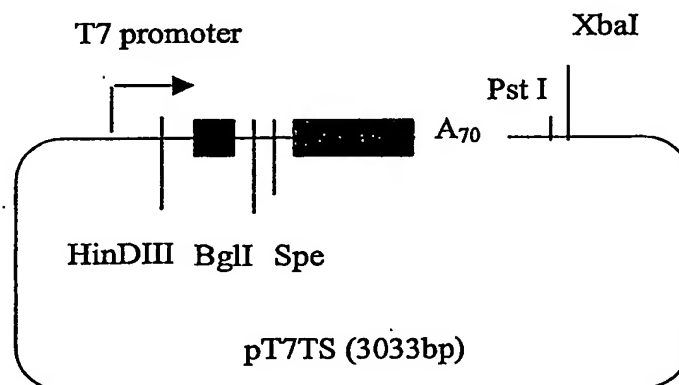 T7 promoter
XbaI
Pst I
A₇₀
HinDIII BglI Spe
pT7TS (3033bp)